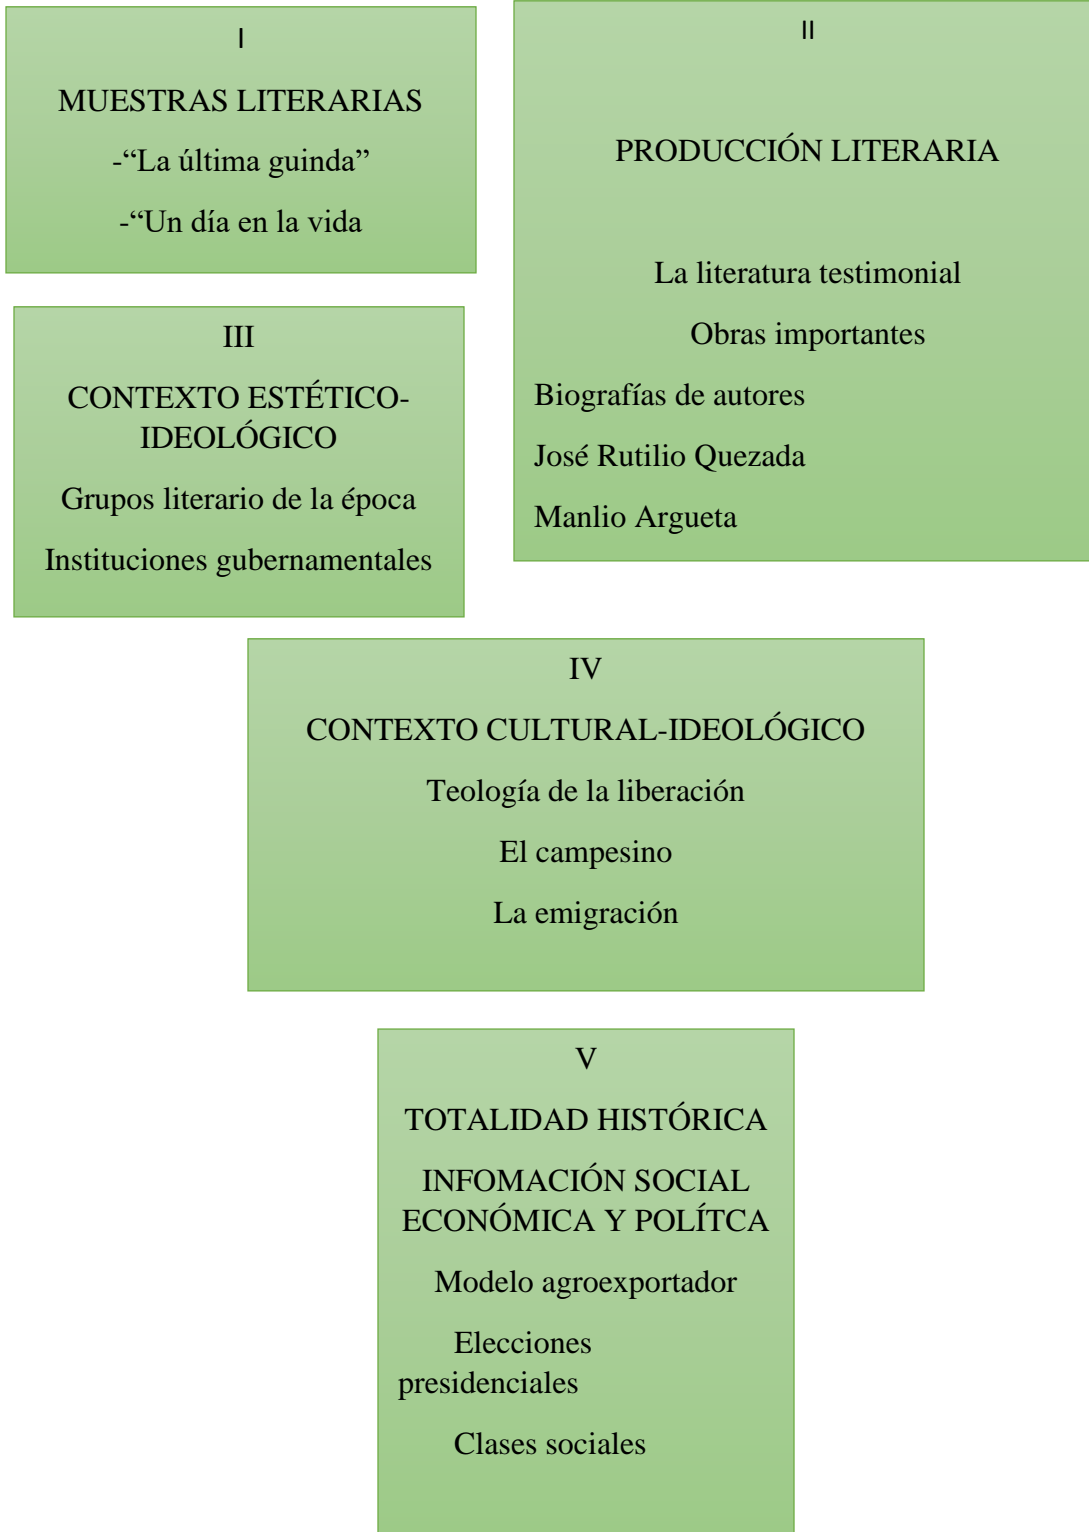 I
MUESTRAS LITERARIAS
-“La última guinda”
-“Un día en la vida
II
PRODUCCIÓN LITERARIA
La literatura testimonial
Obras importantes
Biografías de autores
José Rutilio Quezada
Manlio Argueta
III
CONTEXTO ESTÉTICO-
IDEOLÓGICO
Grupos literario de la época
Instituciones gubernamentales
IV
CONTEXTO CULTURAL-IDEOLÓGICO
Teología de la liberación
El campesino
La emigración
V
TOTALIDAD HISTÓRICA
INFOMACIÓN SOCIAL
ECONÓMICA Y POLÍTCA
Modelo agroexportador
Elecciones
presidenciales
Clases sociales